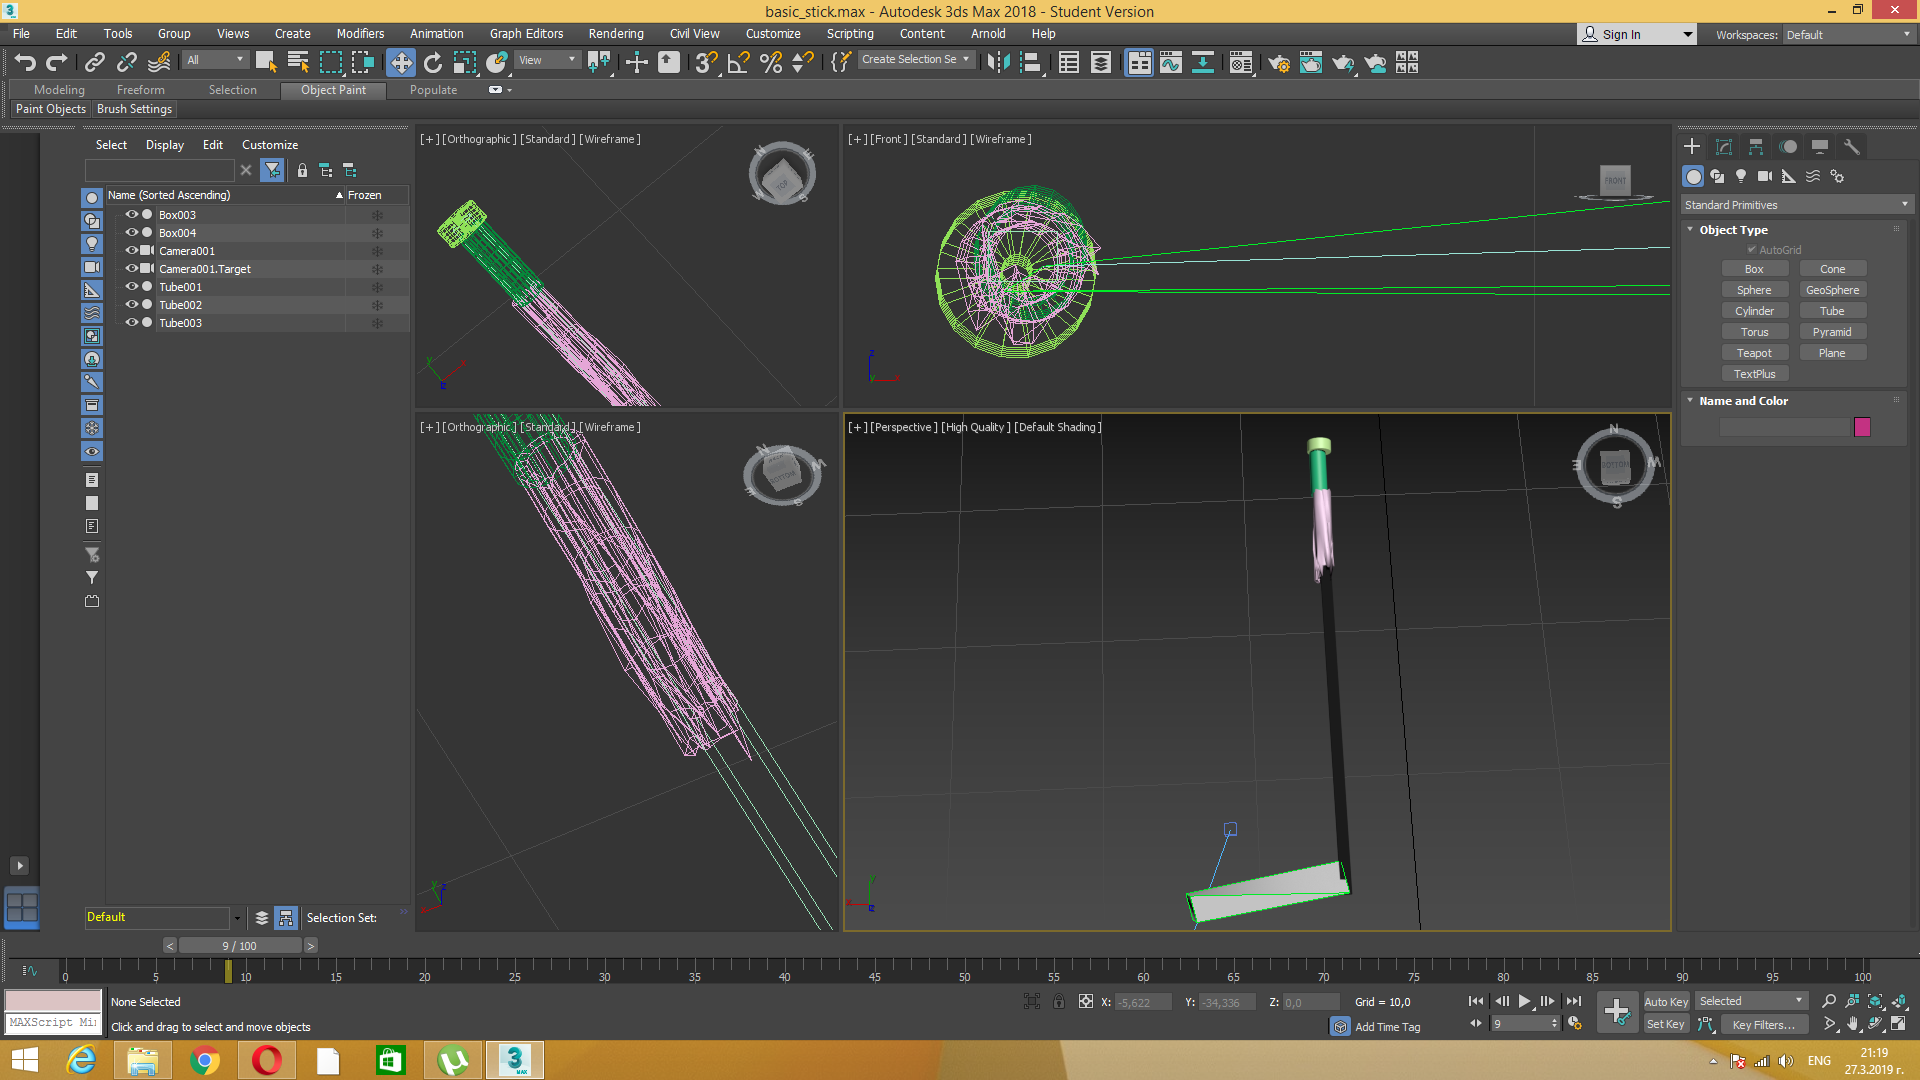 basic_stick.max - Autodesk 3ds Max 2018 - Student Version
File Edit Tools Group Views Create Modifiers Animation Graph Editors Rendering Civil View Customize Scripting Content Arnold Help
Sign In
Workspaces: Default
All View Create Selection Se
Modeling Freeform Selection Object Paint Populate
Paint Objects Brush Settings
Select Display Edit Customize
Name (Sorted Ascending) Frozen
Box003
Box004
Camera001
Camera001.Target
Tube001
Tube002
Tube003
[+] [Orthographic] [Standard] [Wireframe]
TOP
[+] [Front] [Standard] [Wireframe]
FRONT
[+] [Orthographic] [Standard] [Wireframe]
BOTTOM
[+] [Perspective] [High Quality] [Default Shading]
N
E W
BOTTOM
S
Standard Primitives
Object Type
AutoGrid
Box Cone
Sphere GeoSphere
Cylinder Tube
Torus Pyramid
Teapot Plane
TextPlus
Name and Color
Default
Selection Set:
< 9 / 100 >
0 5 10 15 20 25 30 35 40 45 50 55 60 65 70 75 80 85 90 95 100
None Selected
X: -5,622 Y: -34,336 Z: 0,0 Grid = 10,0
Auto Key Selected
MAXScript Mi
Click and drag to select and move objects
Add Time Tag
9
Set Key Key Filters...
3 MAX
ENG
21:19
27.3.2019 г.